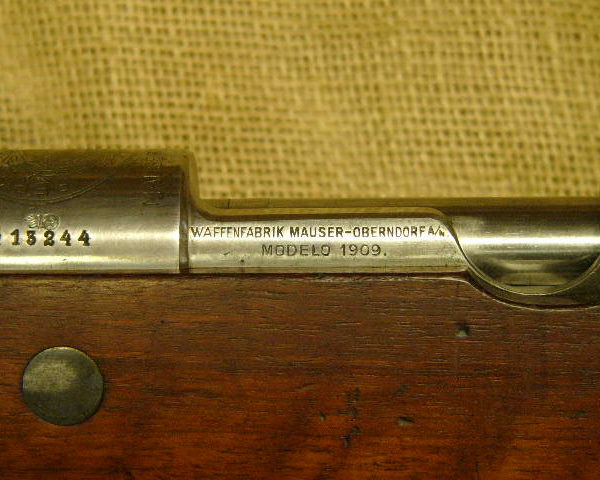 13244
WAFFENFABRIK MAUSER-OBERNDORF A/N.
MODELO 1909.